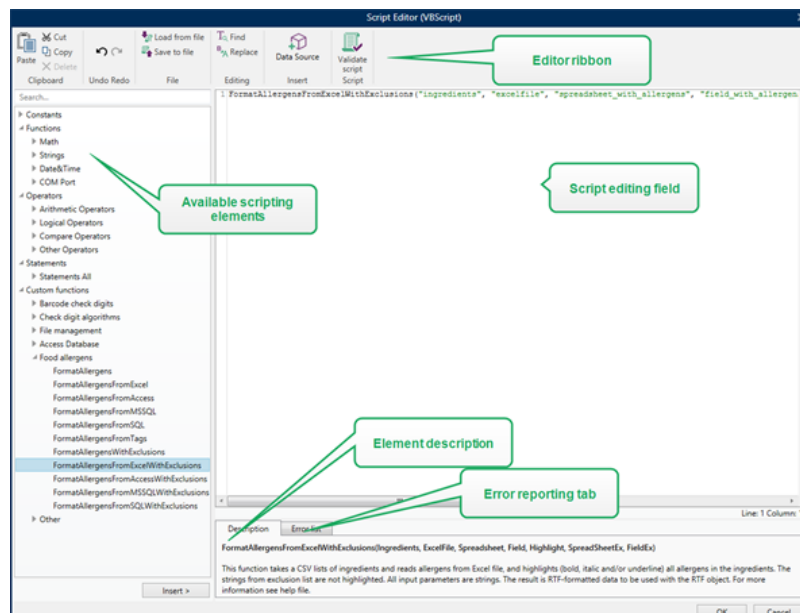 Script Editor (VBScript)
Paste
Cut
Copy
Delete
Clipboard
Undo Redo
Load from file
Save to file
File
Find
Replace
Editing
Data Source
Insert
Validate
script
Script
Editor ribbon
Search...
Constants
Functions
Math
Strings
Date&Time
COM Port
Operators
Arithmetic Operators
Logical Operators
Compare Operators
Other Operators
Statements
Statements All
Custom functions
Barcode check digits
Check digit algorithms
File management
Access Database
Food allergens
FormatAllergens
FormatAllergensFromExcel
FormatAllergensFromAccess
FormatAllergensFromMSSQL
FormatAllergensFromSQL
FormatAllergensFromTags
FormatAllergensWithExclusions
FormatAllergensFromExcelWithExclusions
FormatAllergensFromAccessWithExclusions
FormatAllergensFromMSSQLWithExclusions
FormatAllergensFromSQLWithExclusions
Other
Insert >
Available scripting
elements
1 FormatAllergensFromExcelWithExclusions("ingredients", "excelfile", "spreadsheet_with_allergens", "field_with_allergen
Script editing field
Element description
Error reporting tab
Line: 1 Column:
Description
Error list
FormatAllergensFromExcelWithExclusions(Ingredients, ExcelFile, Spreadsheet, Field, Highlight, SpreadSheetEx, FieldEx)
This function takes a CSV lists of ingredients and reads allergens from Excel file, and highlights (bold, italic and/or underline) all allergens in the ingredients. The
strings from exclusion list are not highlighted. All input parameters are strings. The result is RTF-formatted data to be used with the RTF object. For more
information see help file.
OK
Cancel